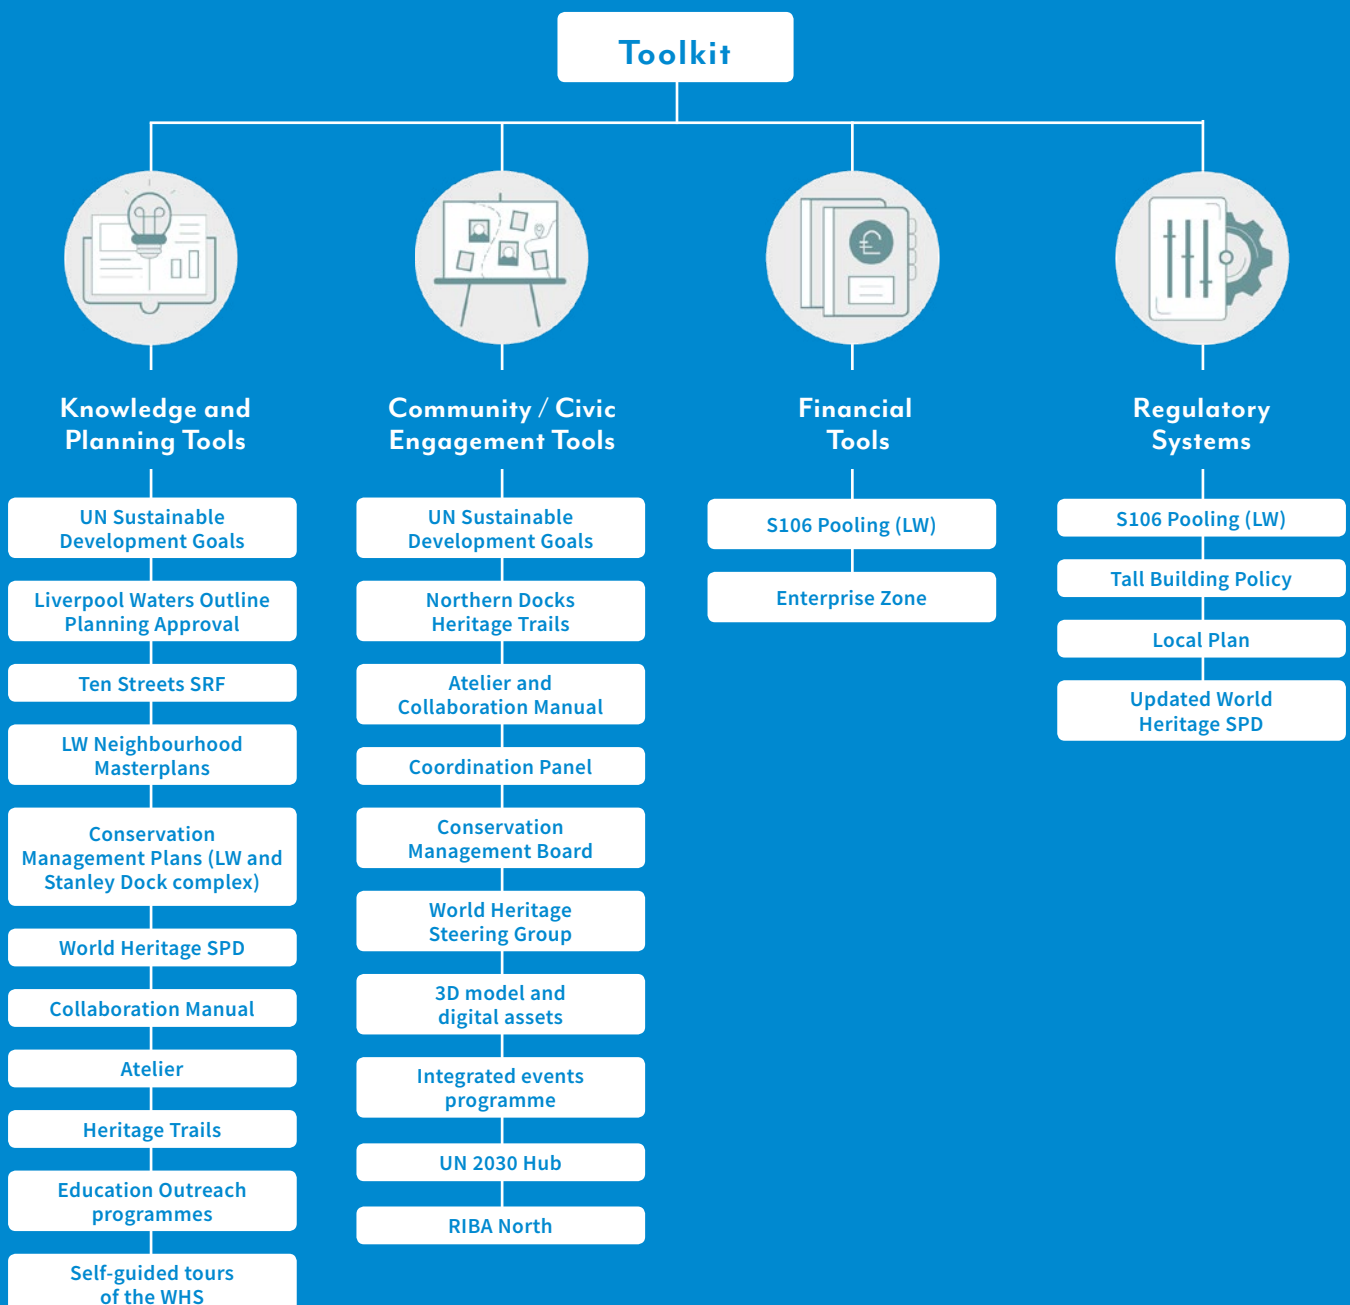 Toolkit
Knowledge and
Planning Tools
UN Sustainable
Development Goals
Liverpool Waters Outline
Planning Approval
Ten Streets SRF
LW Neighbourhood
Masterplans
Conservation
Management Plans (LW and
Stanley Dock complex)
World Heritage SPD
Collaboration Manual
Atelier
Heritage Trails
Education Outreach
programmes
Self-guided tours
of the WHS
Community / Civic
Engagement Tools
UN Sustainable
Development Goals
Northern Docks
Heritage Trails
Atelier and
Collaboration Manual
Coordination Panel
Conservation
Management Board
World Heritage
Steering Group
3D model and
digital assets
Integrated events
programme
UN 2030 Hub
RIBA North
£
Financial
Tools
S106 Pooling (LW)
Enterprise Zone
Regulatory
Systems
S106 Pooling (LW)
Tall Building Policy
Local Plan
Updated World
Heritage SPD